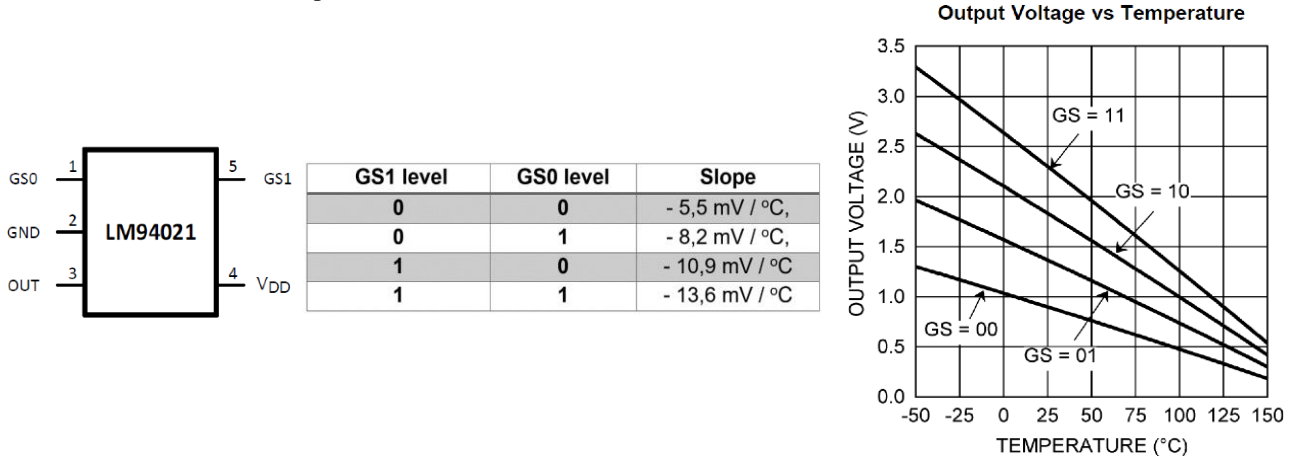 GS0
1
GND
2
OUT
3
LM94021
5
GS1
4
VDD
GS1 level GS0 level Slope
0 0 - 5,5 mV / °C,
0 1 - 8,2 mV / °C,
1 0 - 10,9 mV / °C
1 1 - 13,6 mV / °C
Output Voltage vs Temperature
OUTPUT VOLTAGE (V)
3.5
3.0
2.5
2.0
1.5
1.0
0.5
0.0
GS = 11
GS = 10
GS = 00
GS = 01
-50 -25 0 25 50 75 100 125 150
TEMPERATURE (°C)